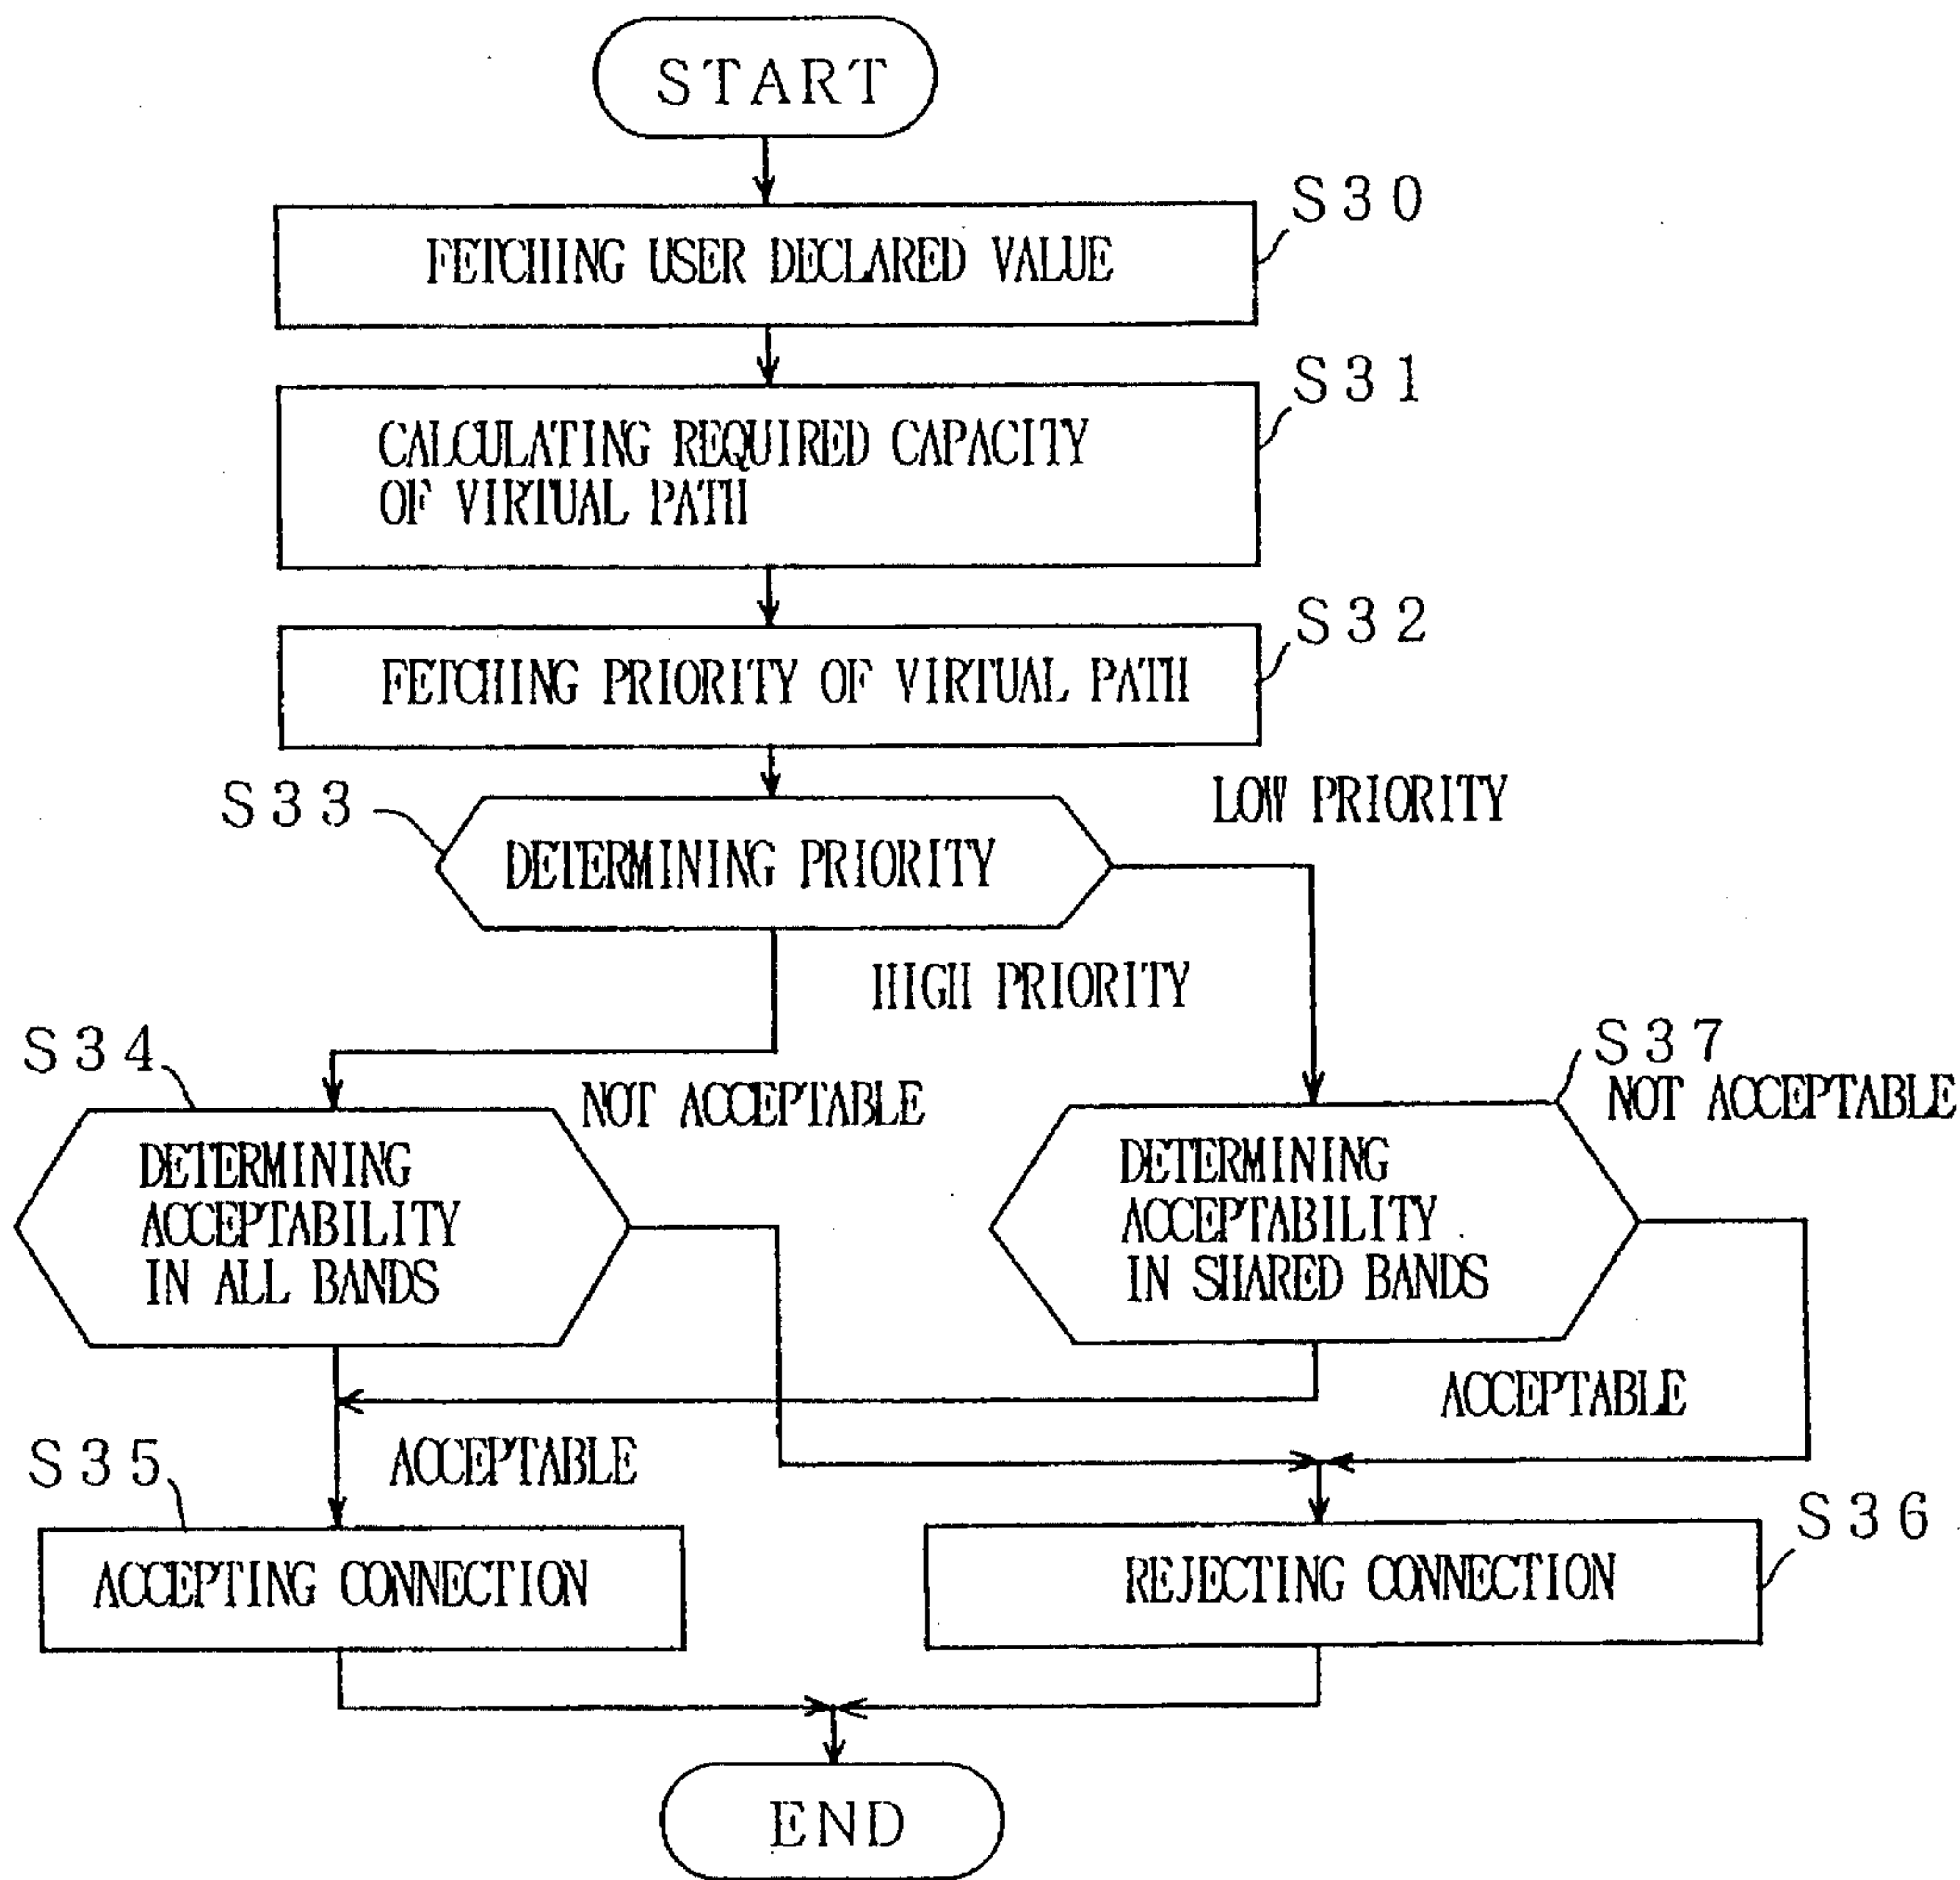 START
S30
FETCHING USER DECLARED VALUE
S31
CALCULATING REQUIRED CAPACITY
OF VIRTUAL PATH
S32
FETCHING PRIORITY OF VIRTUAL PATH
S33
LOW PRIORITY
DETERMINING PRIORITY
HIGH PRIORITY
S34
S37
NOT ACCEPTABLE
NOT ACCEPTABLE
DETERMINING
ACCEPTABILITY
IN ALL BANDS
DETERMINING
ACCEPTABILITY
IN SHARED BANDS
ACCEPTABLE
S35
ACCEPTABLE
S36
ACCEPTING CONNECTION
REJECTING CONNECTION
END